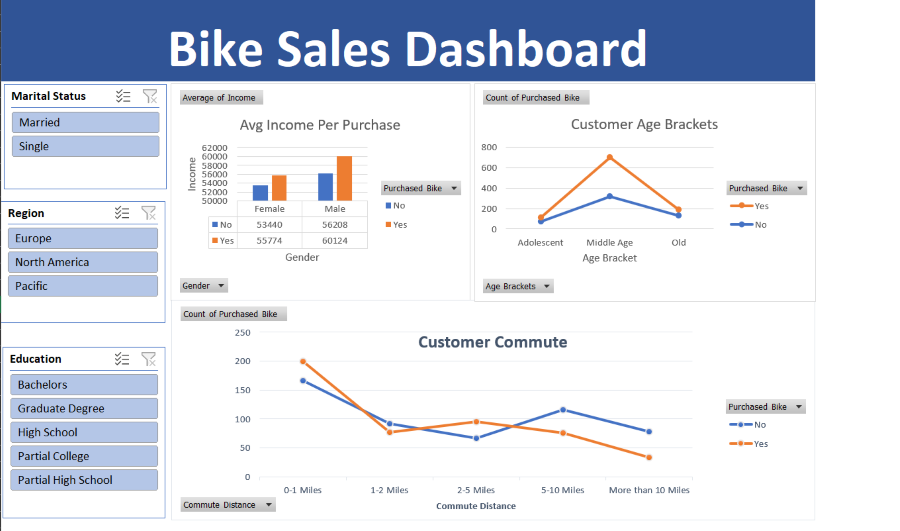 Bike Sales Dashboard
Marital Status
Married
Single
Region
Europe
North America
Pacific
Education
Bachelors
Graduate Degree
High School
Partial College
Partial High School
Average of Income
Avg Income Per Purchase
62000
60000
58000
56000
54000
52000
50000
Income
Female Male
No 53440 56208
Yes 55774 60124
Gender
Purchased Bike
No
Yes
Gender
Count of Purchased Bike
Customer Age Brackets
800
600
400
200
0
Adolescent Middle Age Old
Age Bracket
Purchased Bike
Yes
No
Age Brackets
Count of Purchased Bike
Customer Commute
250
200
150
100
50
0
0-1 Miles 1-2 Miles 2-5 Miles 5-10 Miles More than 10 Miles
Commute Distance
Purchased Bike
No
Yes
Commute Distance